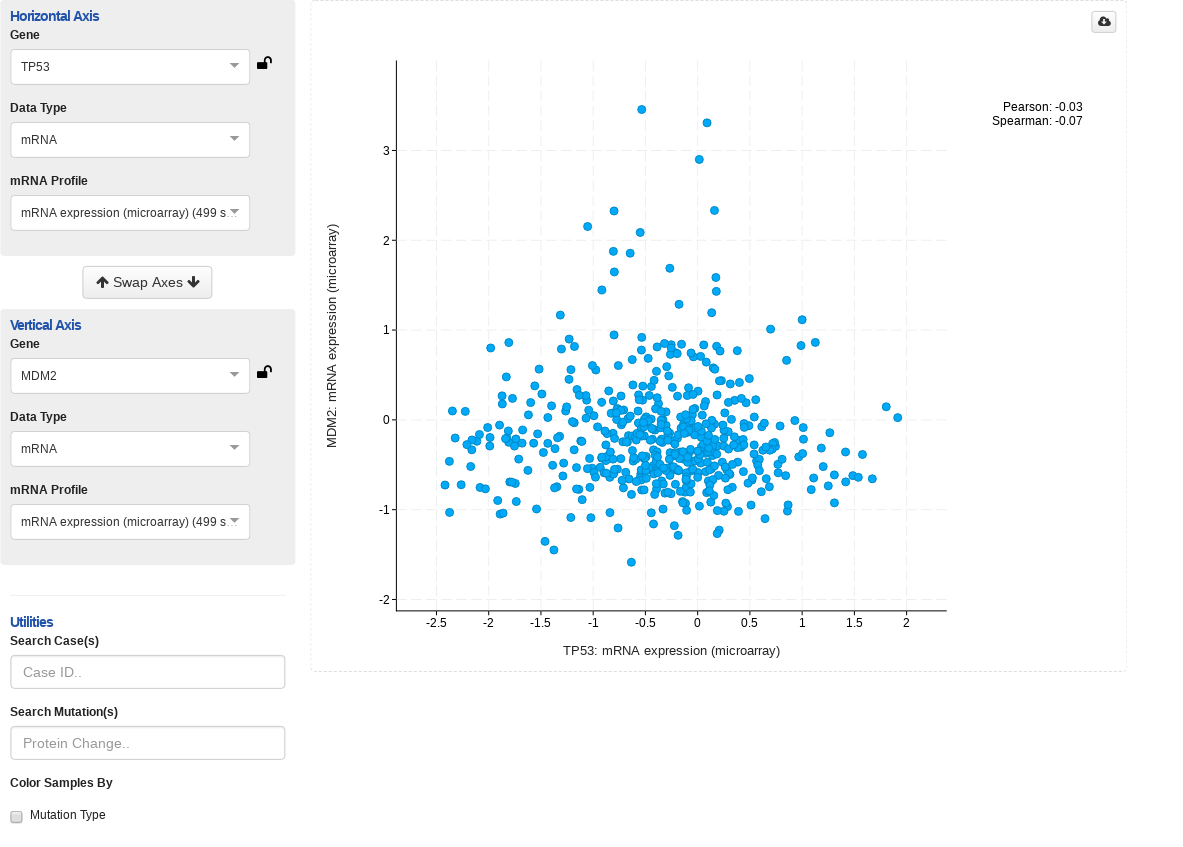 Horizontal Axis
Gene
TP53
Data Type
mRNA
mRNA Profile
mRNA expression (microarray) (499 s...
Swap Axes
Vertical Axis
Gene
MDM2
Data Type
mRNA
mRNA Profile
mRNA expression (microarray) (499 s...
Utilities
Search Case(s)
Case ID..
Search Mutation(s)
Protein Change..
Color Samples By
Mutation Type
Pearson: -0.03
Spearman: -0.07
MDM2: mRNA expression (microarray)
3
2
1
0
-1
-2
-2.5 -2 -1.5 -1 -0.5 0 0.5 1 1.5 2
TP53: mRNA expression (microarray)